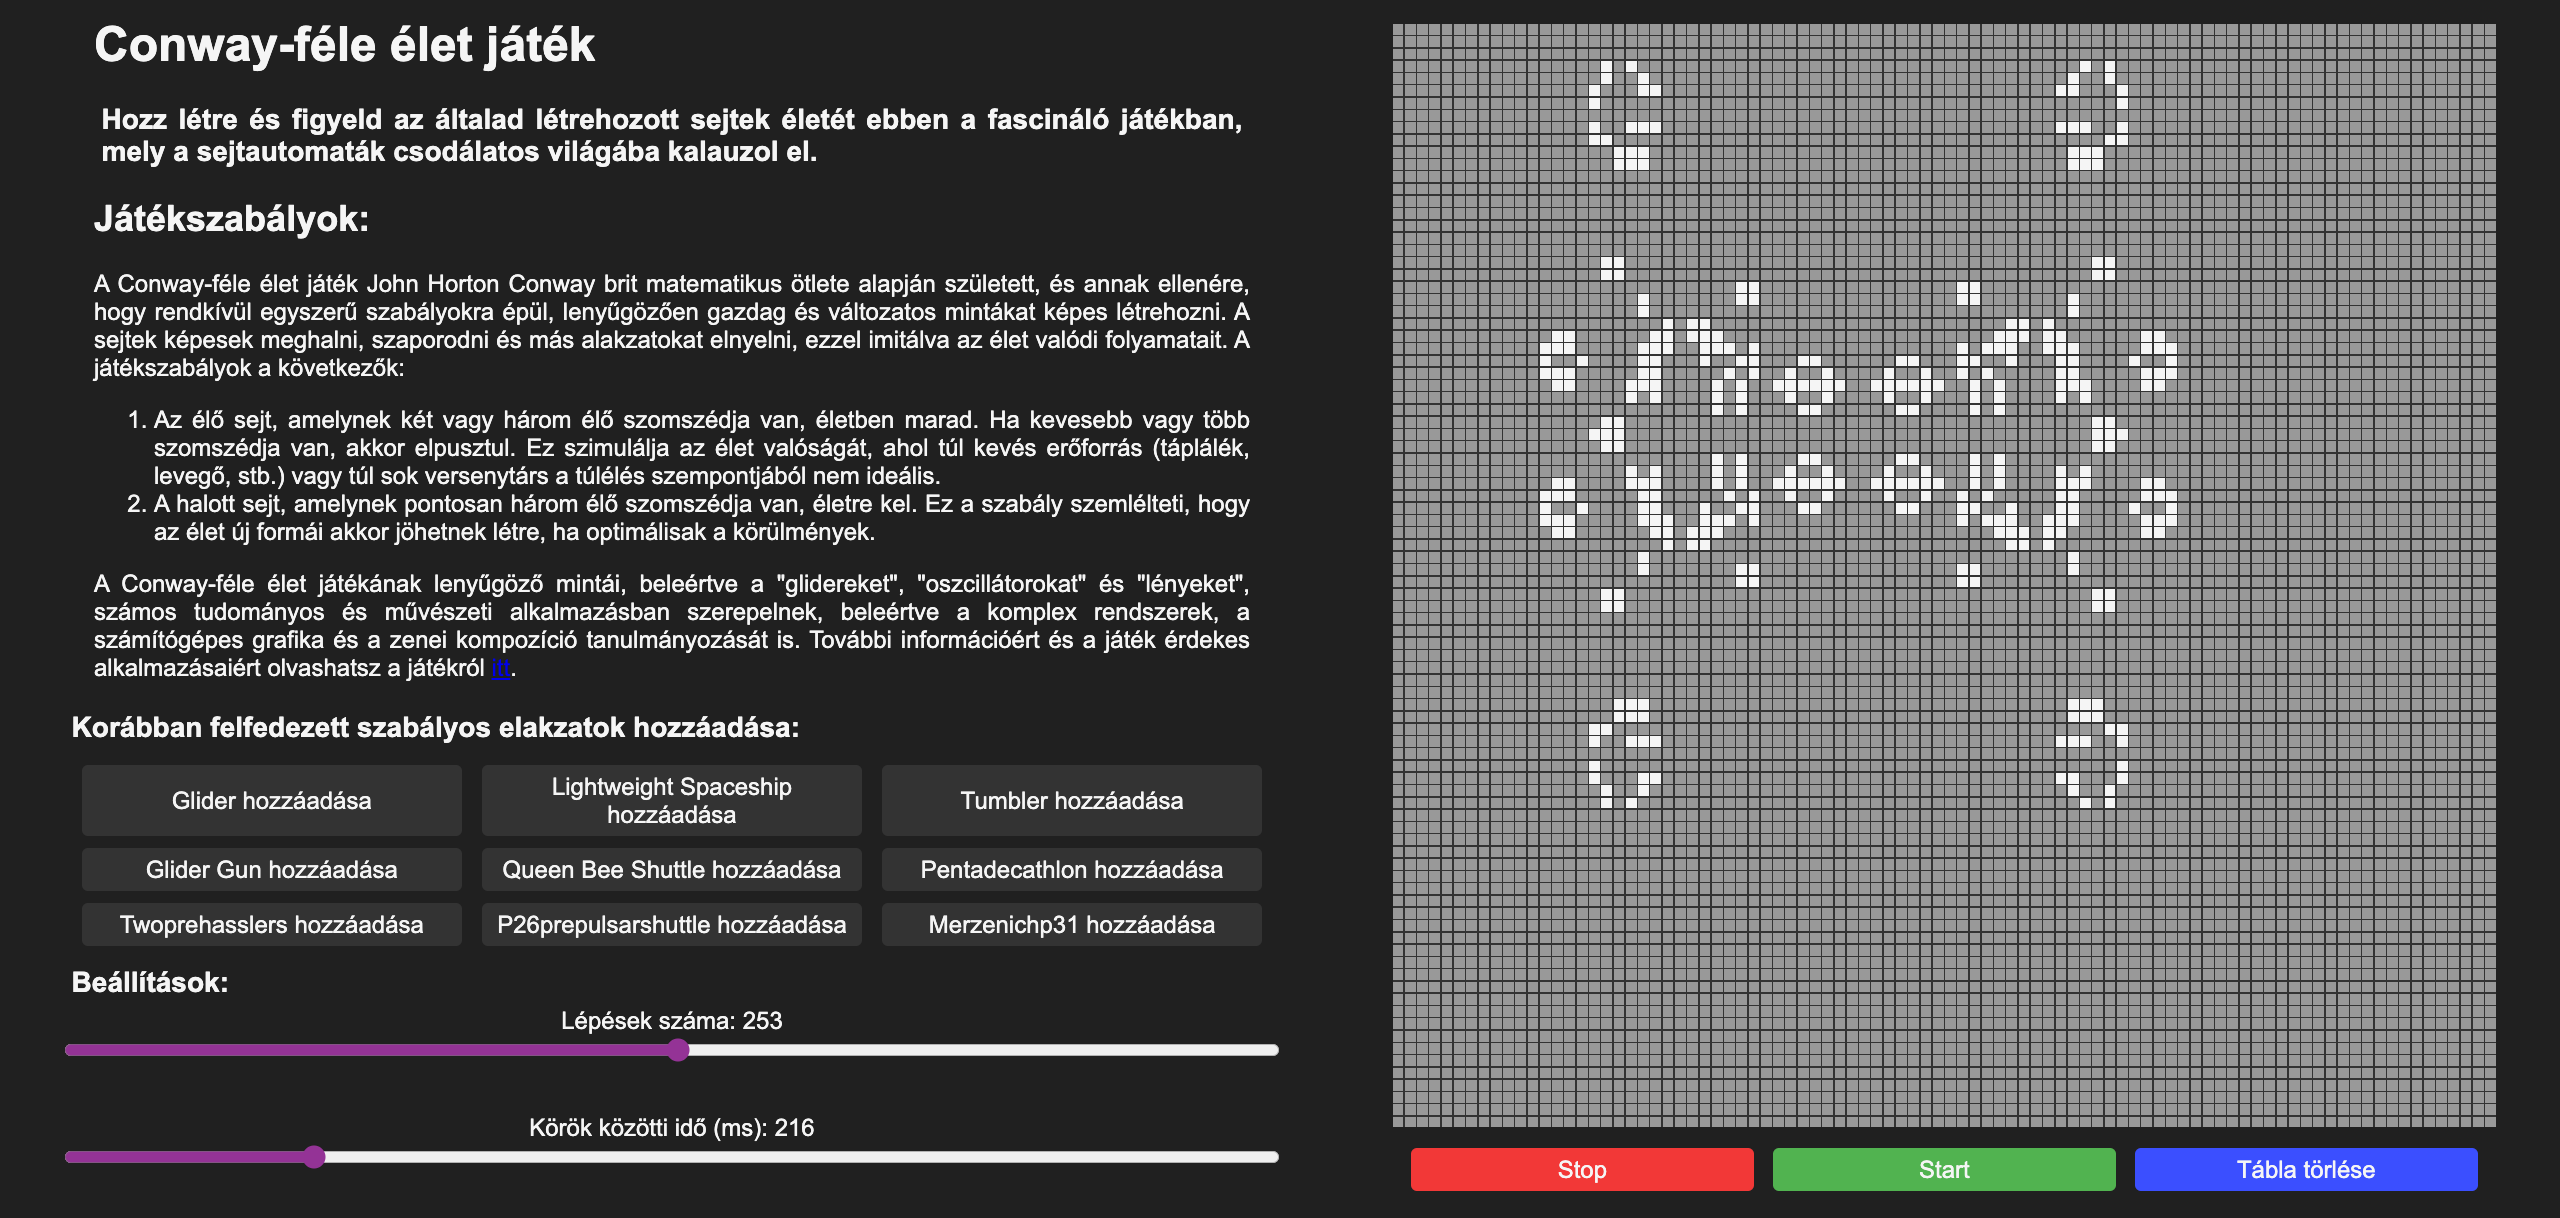 Conway-féle élet játék
Hozz létre és figyeld az általad létrehozott sejtek életét ebben a fascináló játékban,
mely a sejtautomaták csodálatos világába kalauzol el.
Játékszabályok:
A Conway-féle élet játék John Horton Conway brit matematikus ötlete alapján született, és annak ellenére,
hogy rendkívül egyszerű szabályokra épül, lenyűgözően gazdag és változatos mintákat képes létrehozni. A
sejtek képesek meghalni, szaporodni és más alakzatokat elnyelni, ezzel imitálva az élet valódi folyamatait. A
játékszabályok a következők:
1. Az élő sejt, amelynek két vagy három élő szomszédja van, életben marad. Ha kevesebb vagy több
szomszédja van, akkor elpusztul. Ez szimulálja az élet valóságát, ahol túl kevés erőforrás (táplálék,
levegő, stb.) vagy túl sok versenytárs a túlélés szempontjából nem ideális.
2. A halott sejt, amelynek pontosan három élő szomszédja van, életre kel. Ez a szabály szemlélteti, hogy
az élet új formái akkor jöhetnek létre, ha optimálisak a körülmények.
A Conway-féle élet játékának lenyűgöző mintái, beleértve a "glidereket", "oszcillátorokat" és "lényeket",
számos tudományos és művészeti alkalmazásban szerepelnek, beleértve a komplex rendszerek, a
számítógépes grafika és a zenei kompozíció tanulmányozását is. További információért és a játék érdekes
alkalmazásaiért olvashatsz a játékról itt.
Korábban felfedezett szabályos elakzatok hozzáadása:
Glider hozzáadása
Lightweight Spaceship
hozzáadása
Tumbler hozzáadása
Glider Gun hozzáadása
Queen Bee Shuttle hozzáadása
Pentadecathlon hozzáadása
Twoprehasslers hozzáadása
P26prepulsarshuttle hozzáadása
Merzenichp31 hozzáadása
Beállítások:
Lépések száma: 253
Körök közötti idő (ms): 216
Stop
Start
Tábla törlése